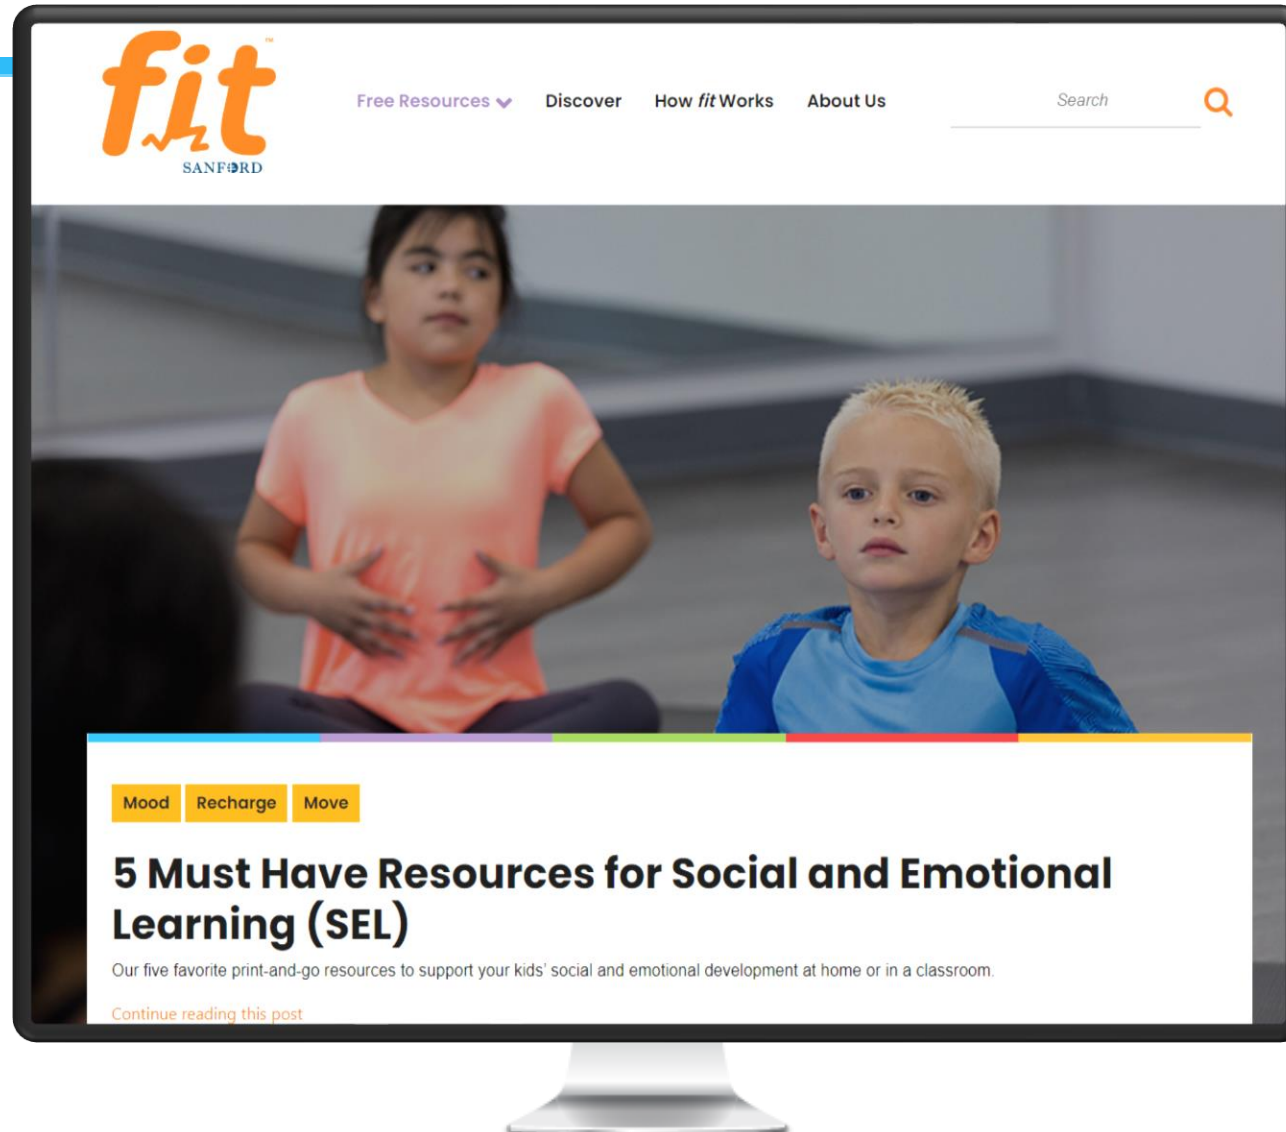 fit™
SANFORD
Free Resources
Discover
How fit Works
About Us
Search
Mood
Recharge
Move
5 Must Have Resources for Social and Emotional
Learning (SEL)
Our five favorite print-and-go resources to support your kids' social and emotional development at home or in a classroom.
Continue reading this post